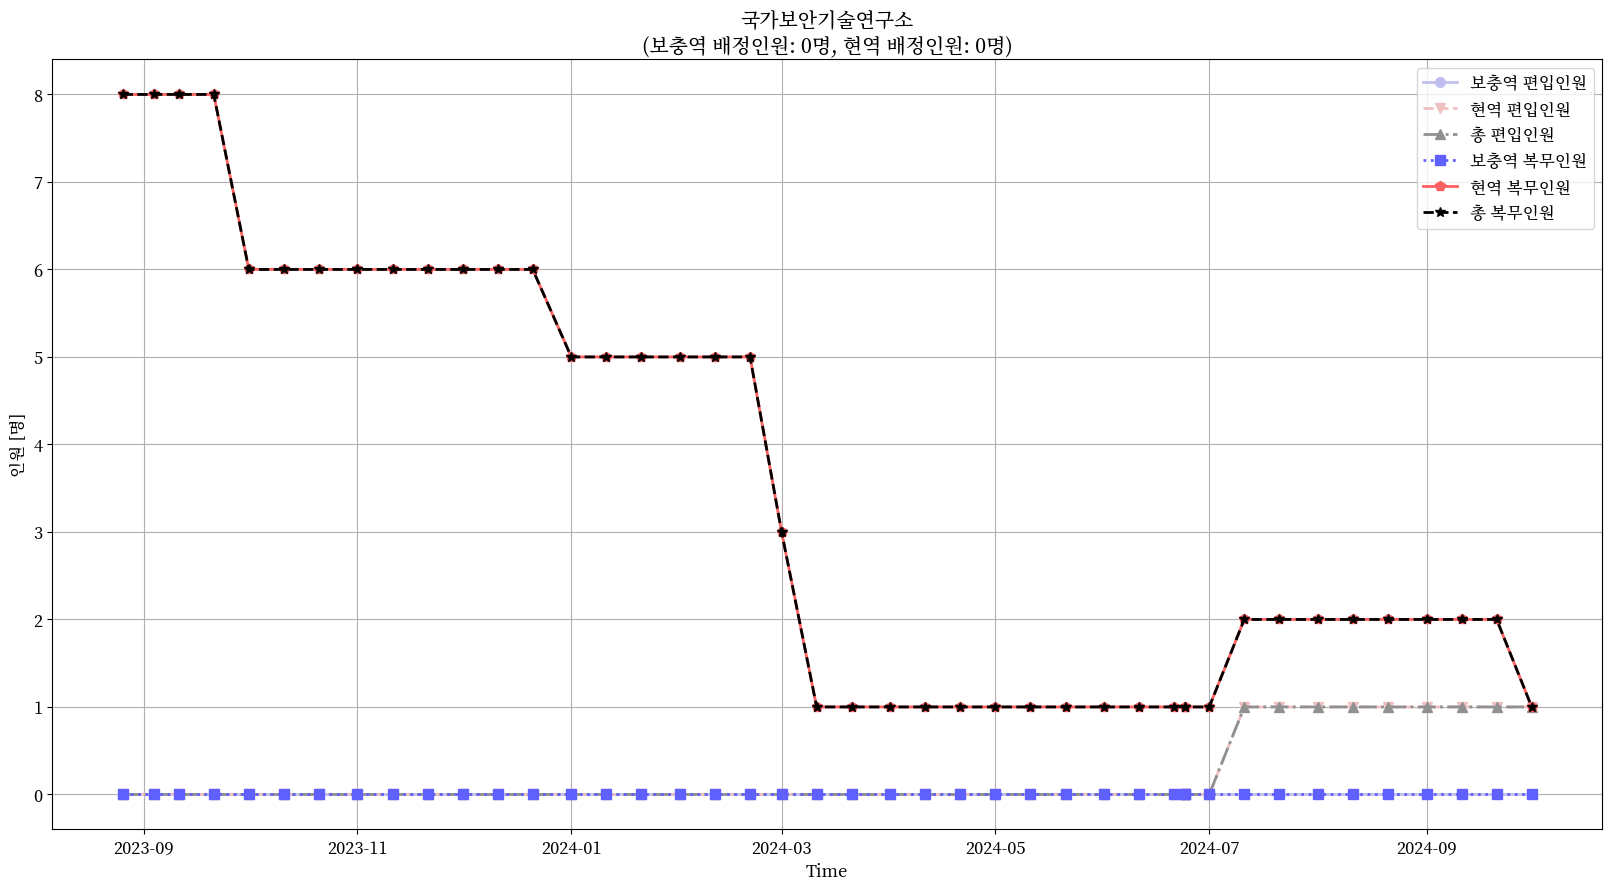 국가보안기술연구소
(보충역 배정인원: 0명, 현역 배정인원: 0명)
보충역 편입인원
현역 편입인원
총 편입인원
보충역 복무인원
현역 복무인원
총 복무인원
인원 [명]
8
7
6
5
4
3
2
1
0
2023-09
2023-11
2024-01
2024-03
2024-05
2024-07
2024-09
Time